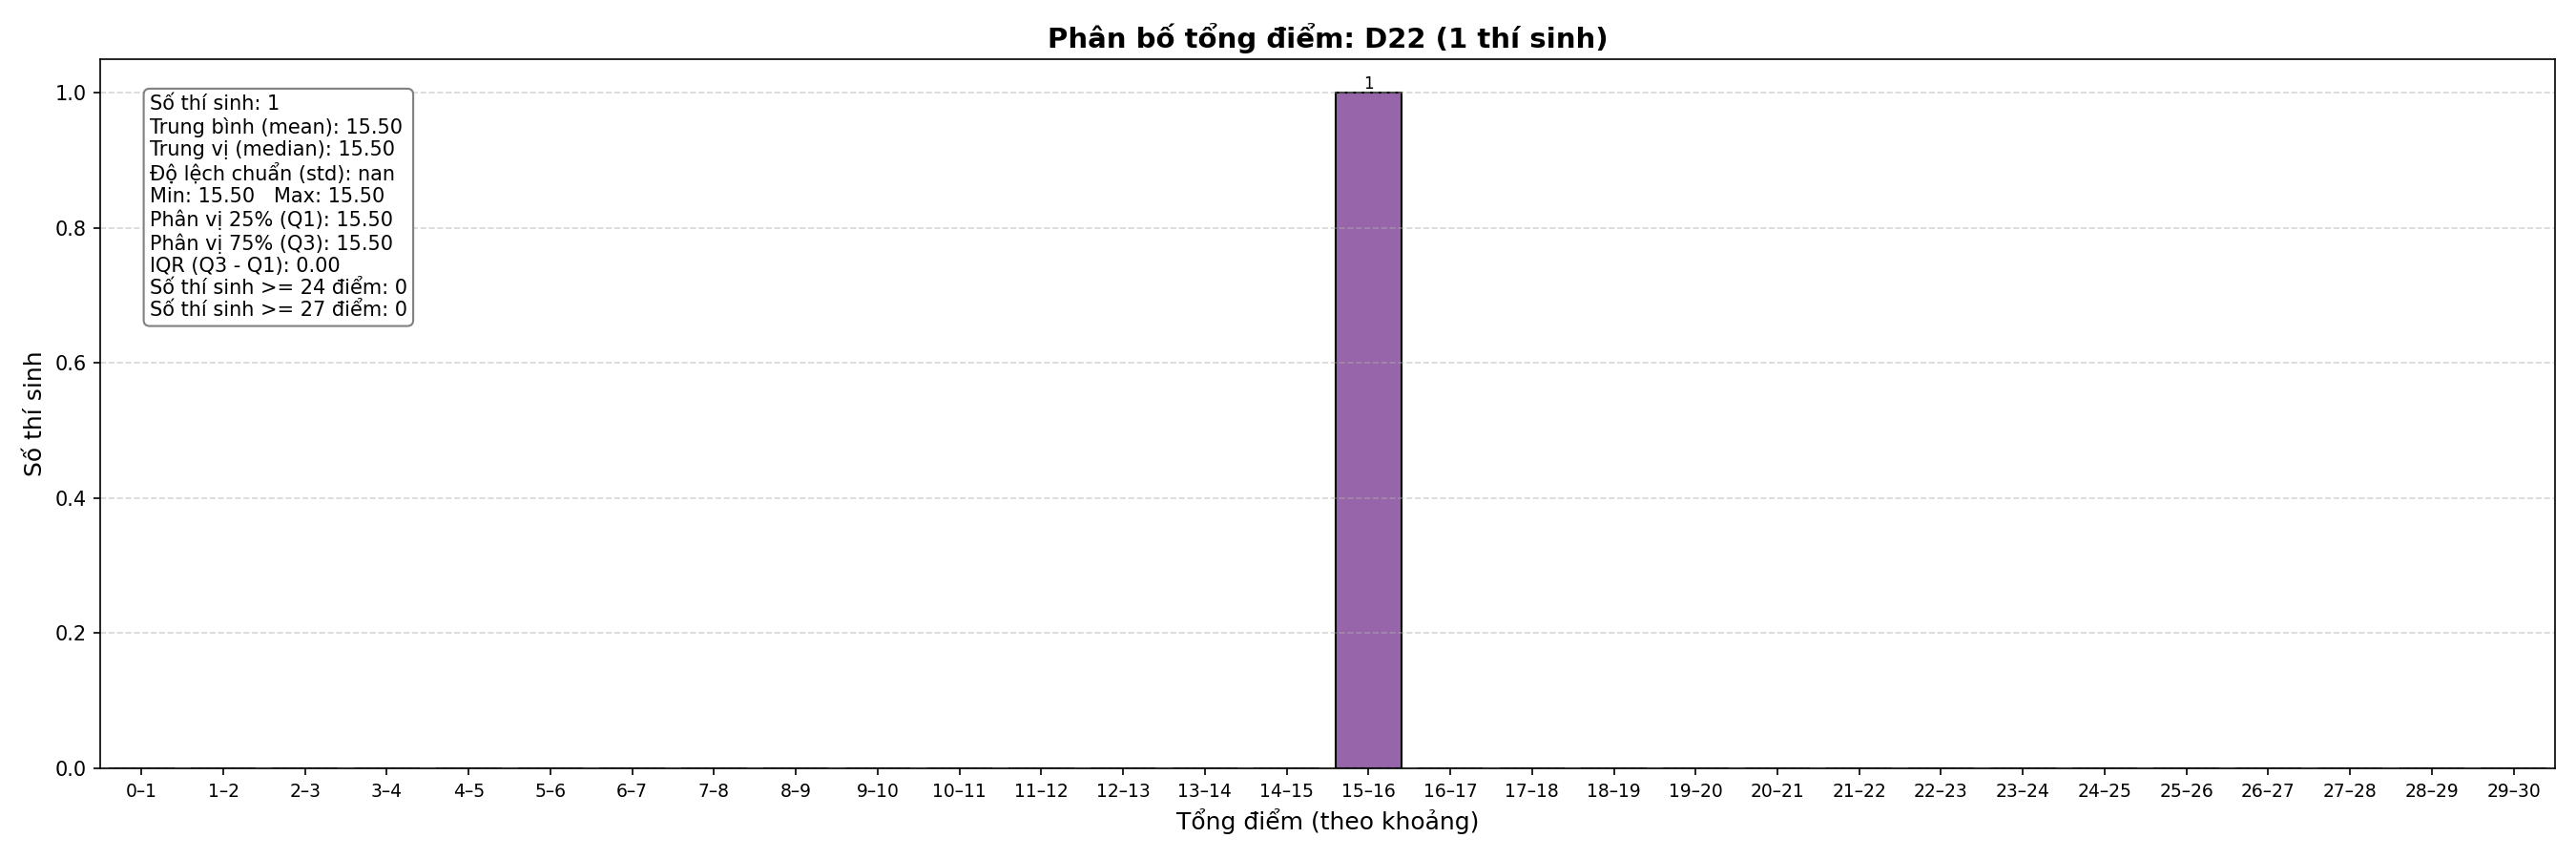 Phân bố tổng điểm: D22 (1 thí sinh)
1
Số thí sinh: 1
Trung bình (mean): 15.50
Trung vị (median): 15.50
Độ lệch chuẩn (std): nan
Min: 15.50   Max: 15.50
Phân vị 25% (Q1): 15.50
Phân vị 75% (Q3): 15.50
IQR (Q3 - Q1): 0.00
Số thí sinh >= 24 điểm: 0
Số thí sinh >= 27 điểm: 0
Số thí sinh
1.0
0.8
0.6
0.4
0.2
0.0
0–1 1–2 2–3 3–4 4–5 5–6 6–7 7–8 8–9 9–10 10–11 11–12 12–13 13–14 14–15 15–16 16–17 17–18 18–19 19–20 20–21 21–22 22–23 23–24 24–25 25–26 26–27 27–28 28–29 29–30
Tổng điểm (theo khoảng)